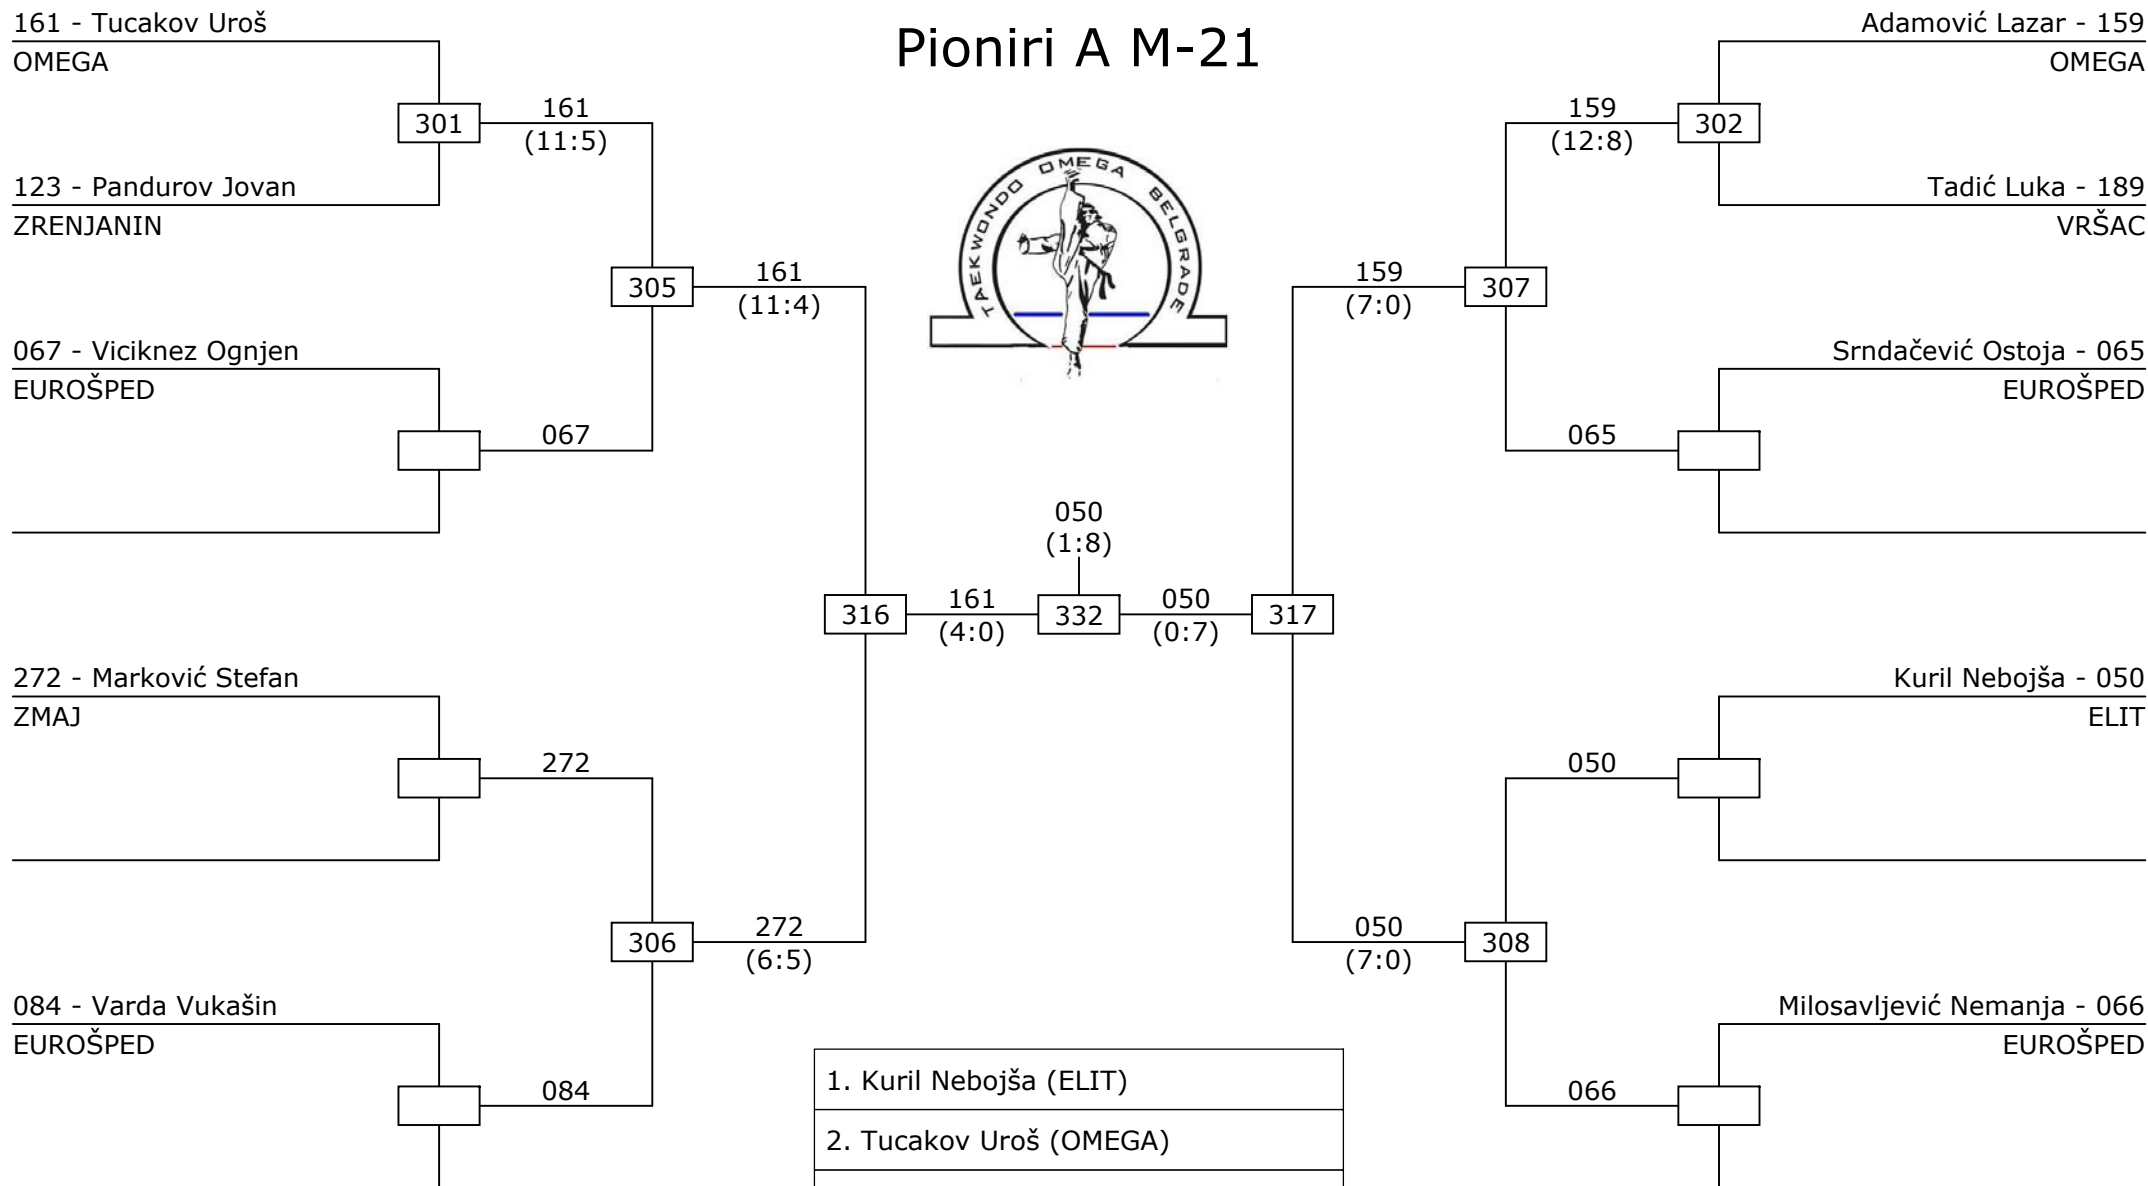 Pioniri A M-21
TAEKWONDO OMEGA BELGRADE
161 - Tucakov Uroš
OMEGA
301
161
(11:5)
123 - Pandurov Jovan
ZRENJANIN
305
161
(11:4)
067 - Viciknez Ognjen
EUROŠPED
067
316
161
(4:0)
272 - Marković Stefan
ZMAJ
272
306
272
(6:5)
084 - Varda Vukašin
EUROŠPED
084
050
(1:8)
332
Adamović Lazar - 159
OMEGA
159
(12:8)
302
Tadić Luka - 189
VRŠAC
159
(7:0)
307
Srndačević Ostoja - 065
EUROŠPED
065
050
(0:7)
317
Kuril Nebojša - 050
ELIT
050
050
(7:0)
308
Milosavljević Nemanja - 066
EUROŠPED
066
1. Kuril Nebojša (ELIT)
2. Tucakov Uroš (OMEGA)